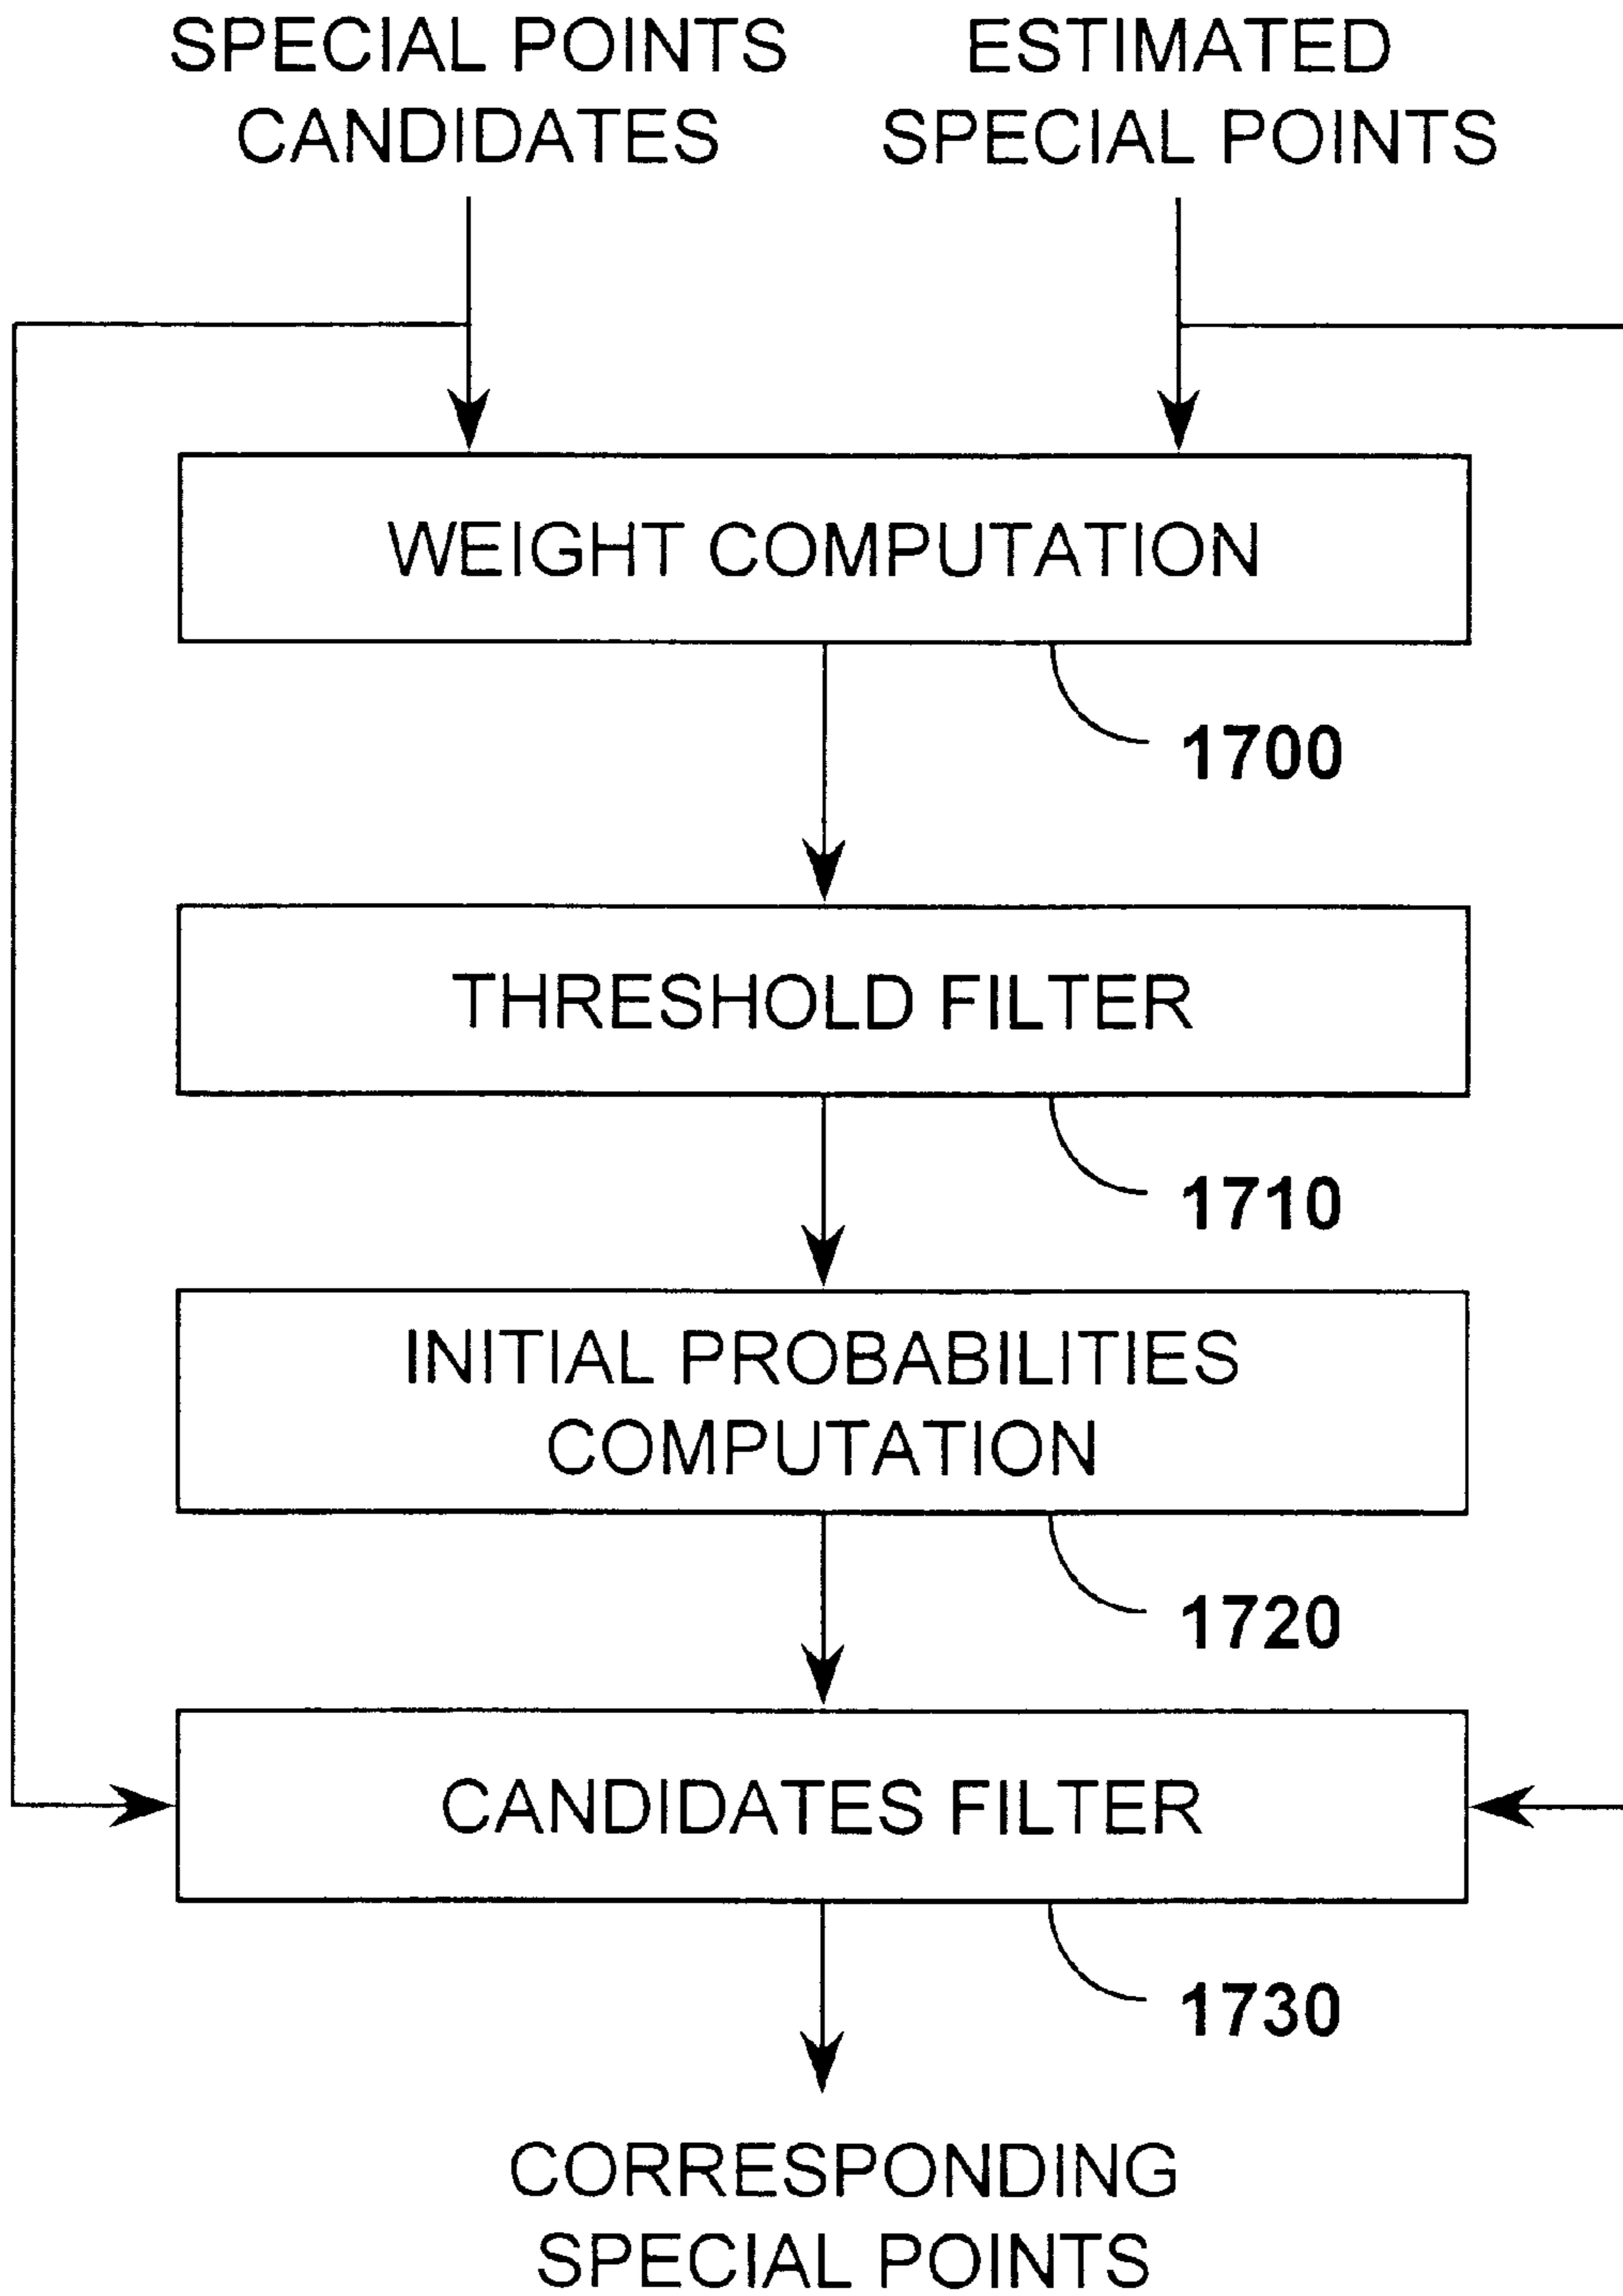 SPECIAL POINTS
CANDIDATES
ESTIMATED
SPECIAL POINTS
WEIGHT COMPUTATION
1700
THRESHOLD FILTER
1710
INITIAL PROBABILITIES
COMPUTATION
1720
CANDIDATES FILTER
1730
CORRESPONDING
SPECIAL POINTS